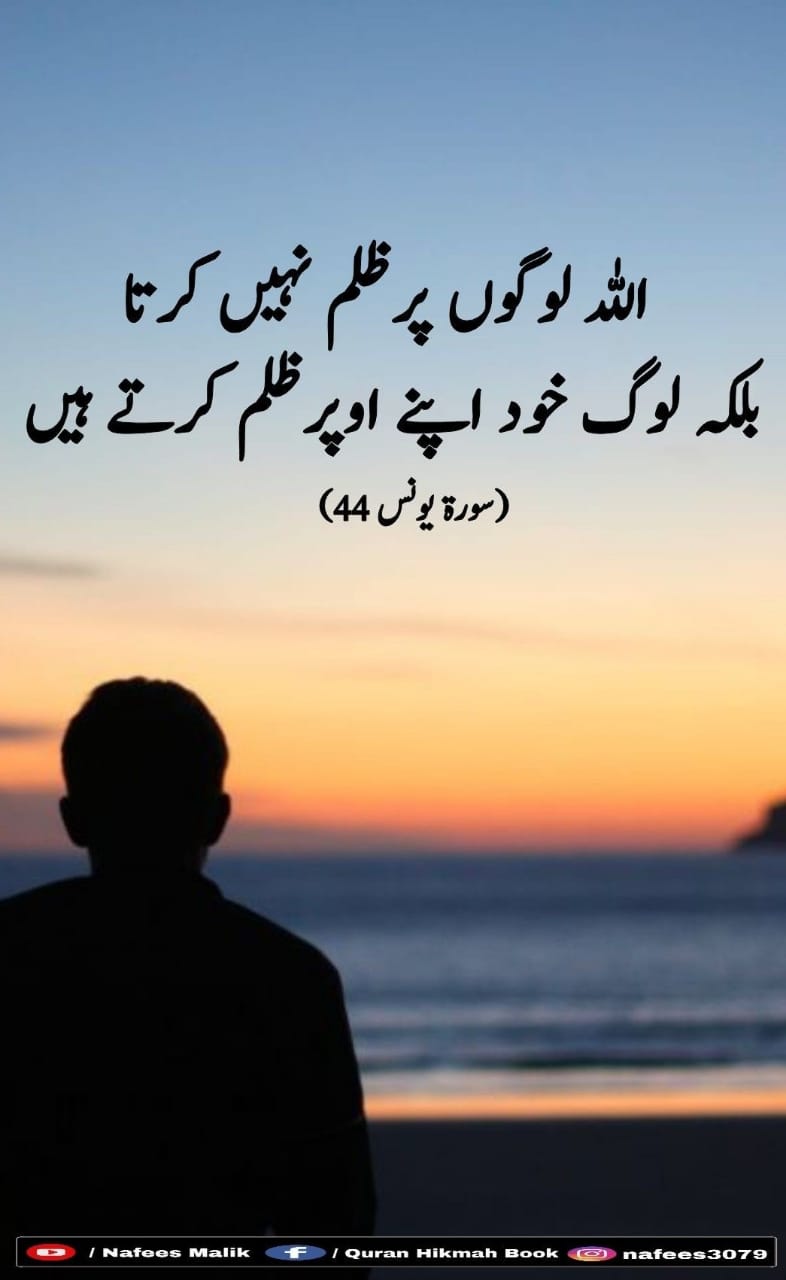 اللہ لوگوں پر ظلم نہیں کرتا
بلکہ لوگ خود اپنے اوپر ظلم کرتے ہیں
(سورۃ یونس 44)
/ Nafees Malik / Quran Hikmah Book nafees3079